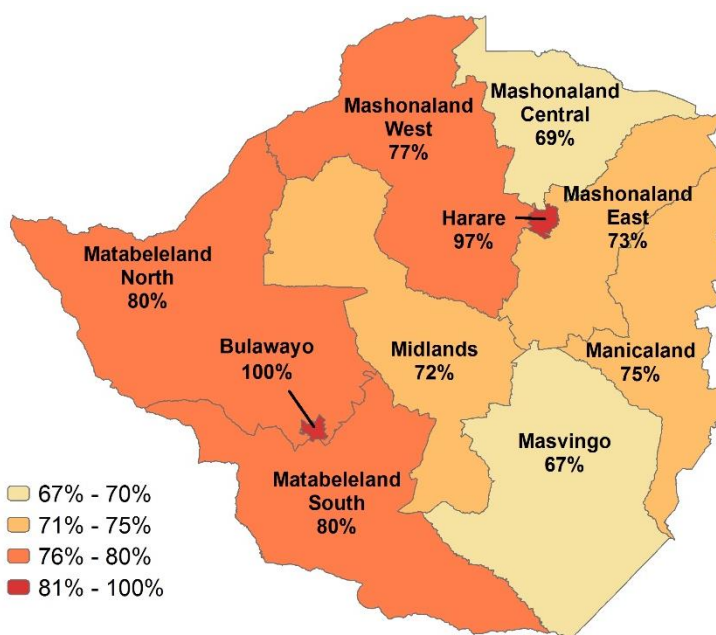 Mashonaland
Central
69%
Mashonaland
West
77%
Mashonaland
East
73%
Harare
97%
Matabeleland
North
80%
Bulawayo
100%
Midlands
72%
Manicaland
75%
Masvingo
67%
Matabeleland
South
80%
67% - 70%
71% - 75%
76% - 80%
81% - 100%